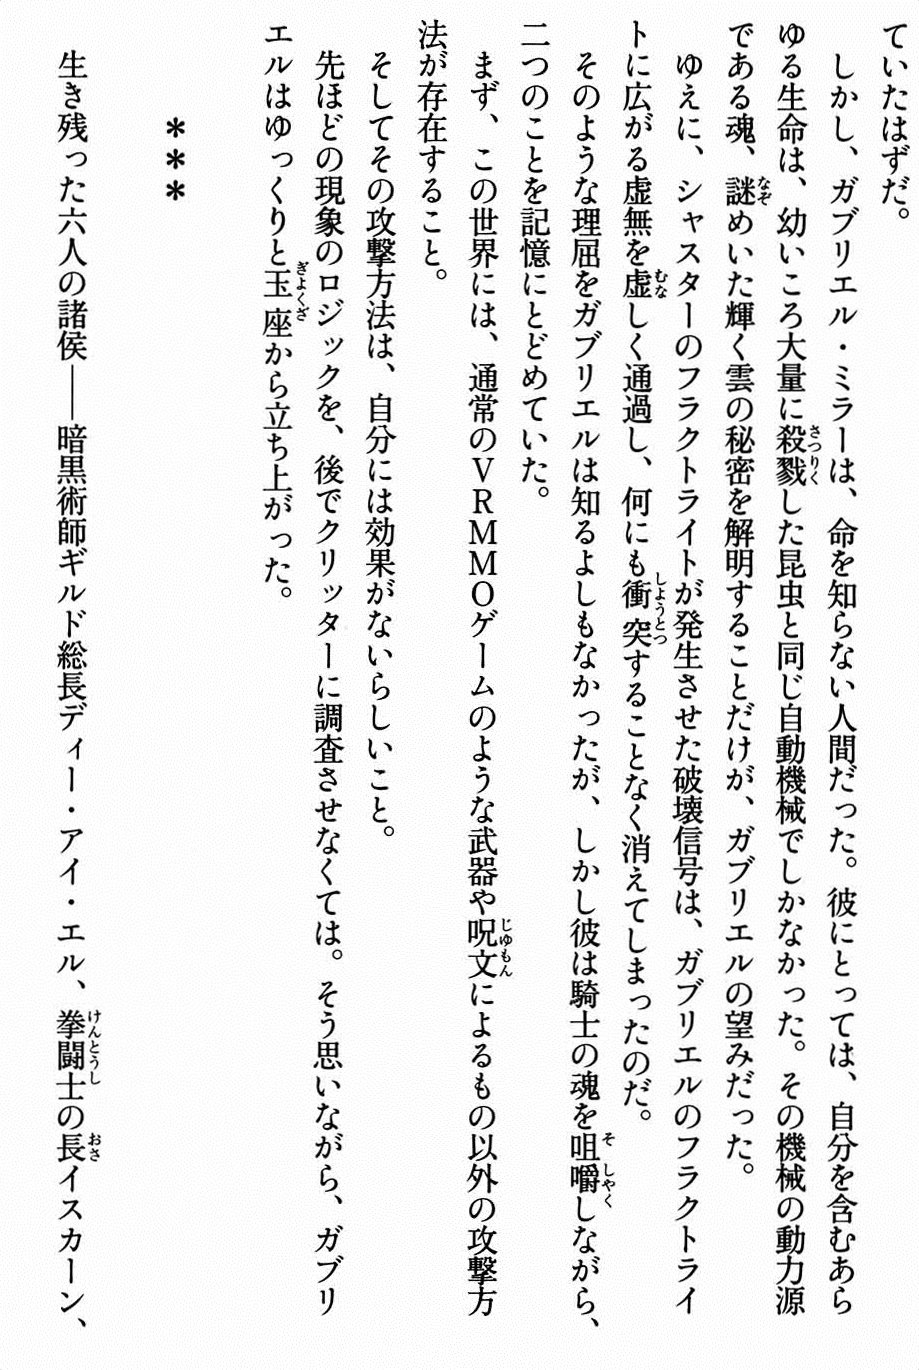 ていたはずだ。
しかし、ガブリエル・ミラーは、命を知らない人間だった。彼にとっては、自分を含むあら
ゆる生命は、幼いころ大量に殺戮した昆虫と同じ自動機械でしかなかった。その機械の動力源
である魂、謎めいた輝く雲の秘密を解明することだけが、ガブリエルの望みだった。
ゆえに、シャスターのフラクトライトが発生させた破壊信号は、ガブリエルのフラクトライ
トに広がる虚無を虚しく通過し、何にも衝突することなく消えてしまったのだ。
そのような理屈をガブリエルは知るよしもなかったが、しかし彼は騎士の魂を咀嚼しながら、
二つのことを記憶にとどめていた。
まず、この世界には、通常のVRMMOゲームのような武器や呪文によるもの以外の攻撃方
法が存在すること。
そしてその攻撃方法は、自分には効果がないらしいこと。
先ほどの現象のロジックを、後でクリッターに調査させなくては。そう思いながら、ガブリ
エルはゆっくりと玉座から立ち上がった。
＊＊＊
生き残った六人の諸侯――暗黒術師ギルド総長ディー・アイ・エル、拳闘士の長イスカーン、